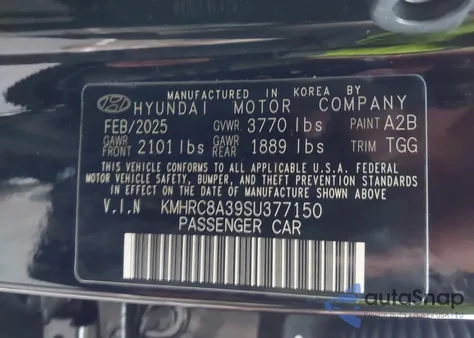 MANUFACTURED IN KOREA BY
HYUNDAI MOTOR COMPANY
FEB/2025 GVWR 3770 lbs PAINT A2B
GAWR FRONT 2101 lbs GAWR REAR 1889 lbs TRIM TGG
THIS VEHICLE CONFORMS TO ALL APPLICABLE U.S.A. FEDERAL
MOTOR VEHICLE SAFETY, BUMPER, AND THEFT PREVENTION STANDARDS
IN EFFECT ON THE DATE OF MANUFACTURE SHOWN ABOVE.
V.I.N KMHRC8A39SU377150
PASSENGER CAR
autoSnap